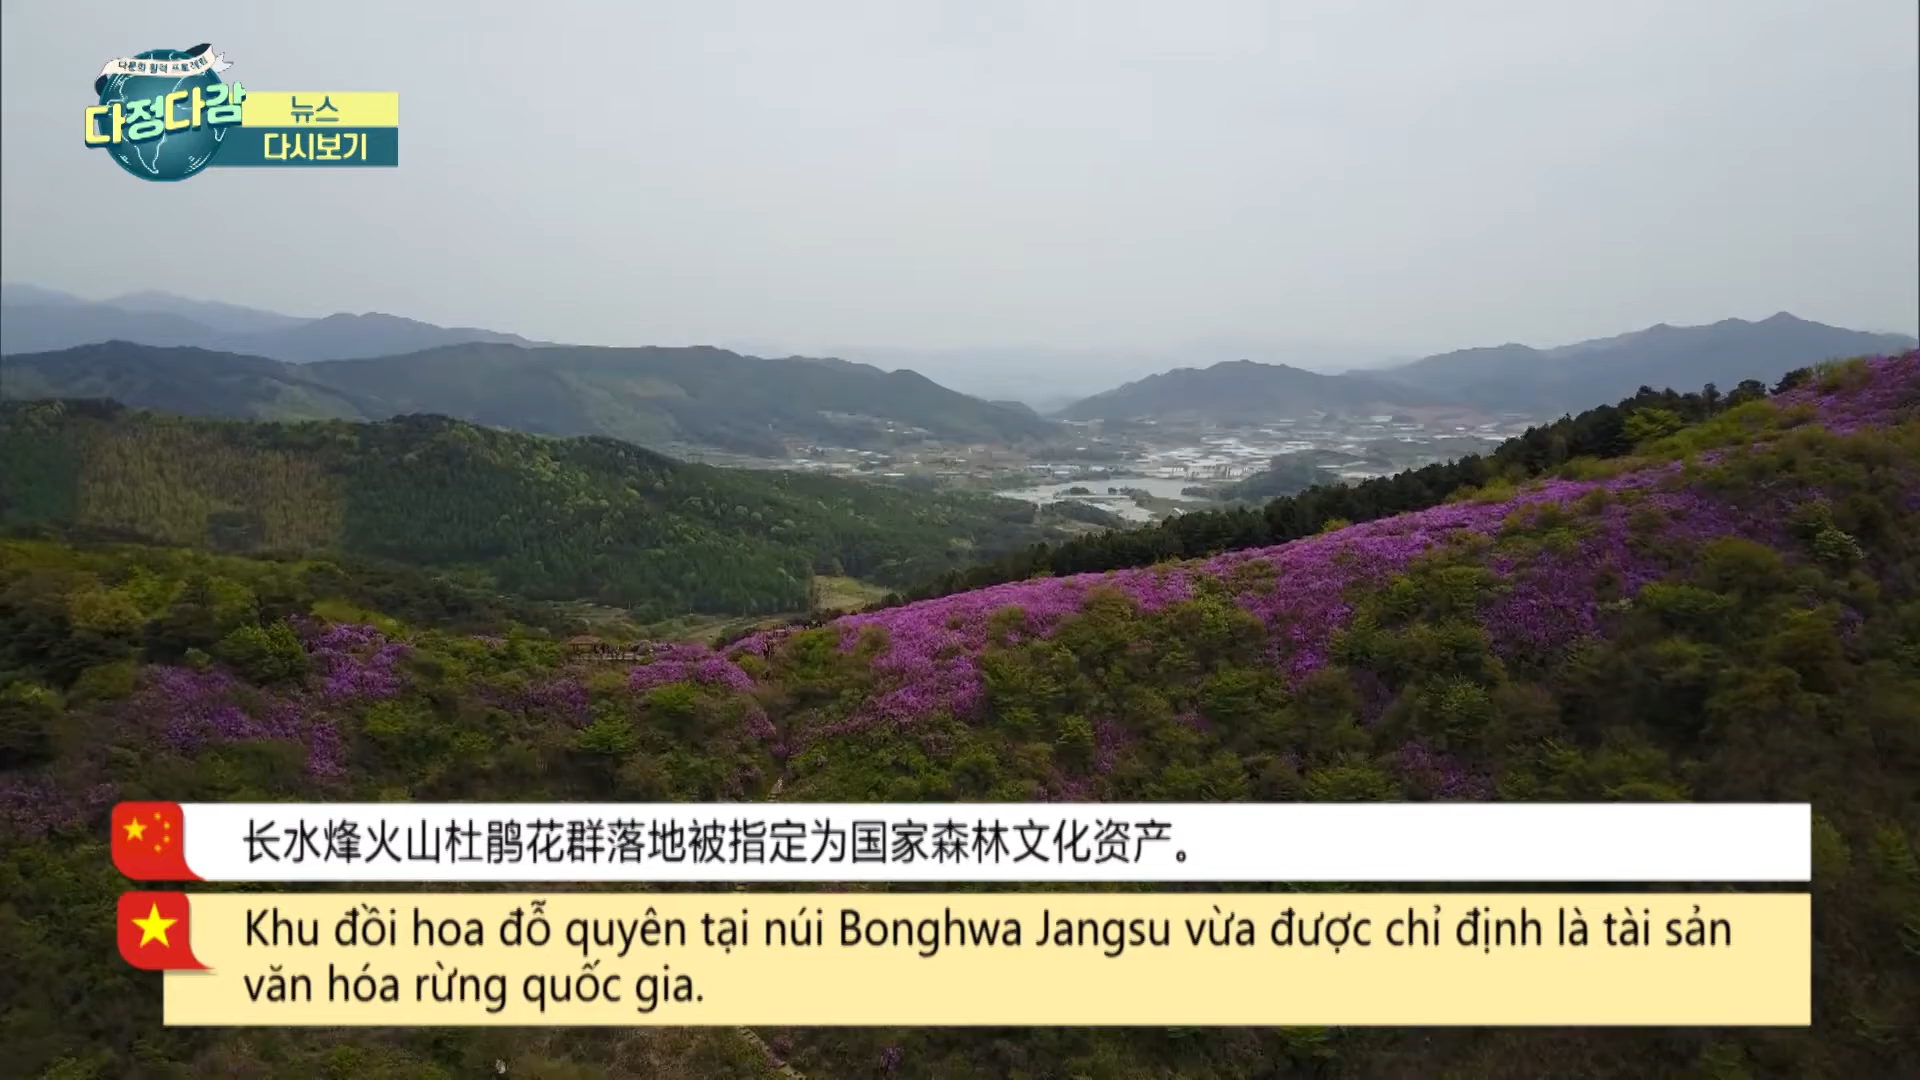 다문화 활력 프로젝트
다정다감
뉴스
다시보기
长水烽火山杜鹃花群落地被指定为国家森林文化资产。
Khu đồi hoa đỗ quyên tại núi Bonghwa Jangsu vừa được chỉ định là tài sản
văn hóa rừng quốc gia.